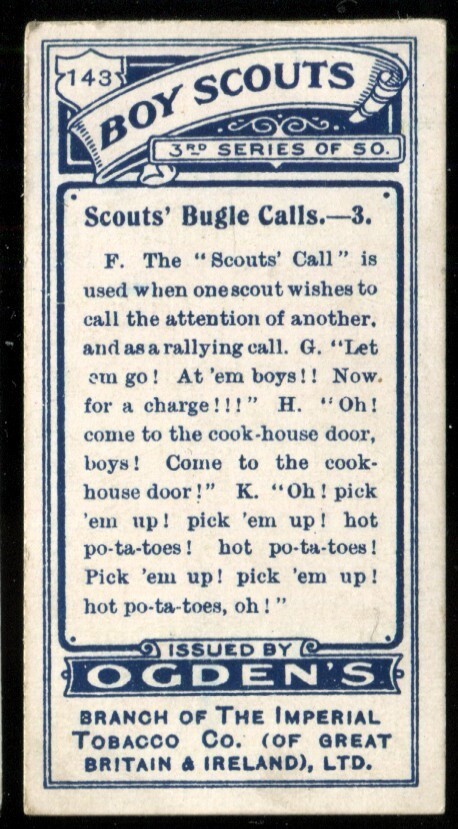 143
BOY SCOUTS
3RD SERIES OF 50.
Scouts' Bugle Calls.—3.
F. The "Scouts' Call" is
used when one scout wishes to
call the attention of another,
and as a rallying call. G. "Let
'em go! At 'em boys!! Now
for a charge!!!" H. "Oh!
come to the cook-house door,
boys! Come to the cook-
house door!" K. "Oh! pick
'em up! pick 'em up! hot
po-ta-toes! hot po-ta-toes!
Pick 'em up! pick 'em up!
hot po-ta-toes, oh!"
ISSUED BY
OGDEN'S
BRANCH OF THE IMPERIAL
TOBACCO CO. (OF GREAT
BRITAIN & IRELAND), LTD.